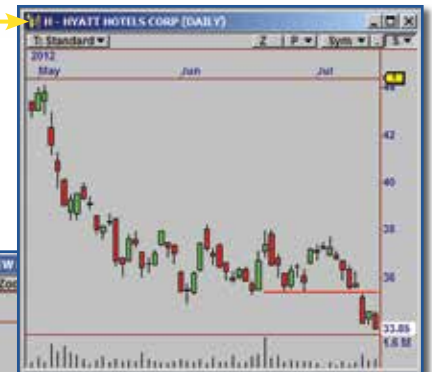 H - HYATT HOTELS CORP (DAILY)
T: Standard Z P Sym S
2012
May Jun Jul
42
40
38
36
33.85
1.6 M